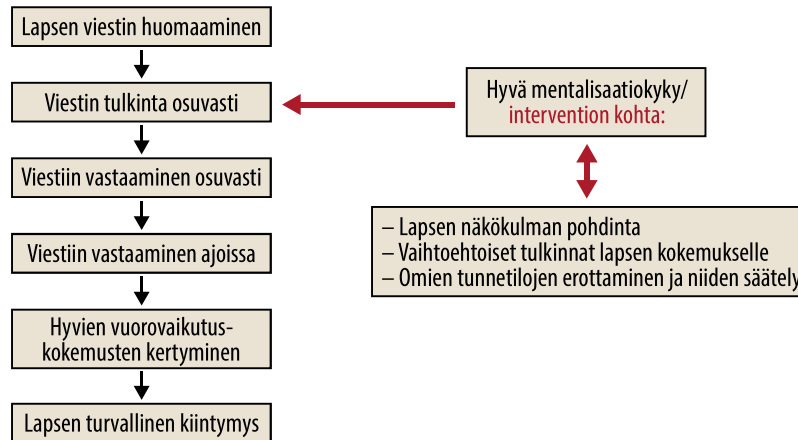 Lapsen viestin huomaaminen
Viestin tulkinta osuvasti
Viestiin vastaaminen osuvasti
Viestiin vastaaminen ajoissa
Hyvien vuorovaikutus-
kokemusten kertyminen
Lapsen turvallinen kiintymys
Hyvä mentalisaatiokyky/
intervention kohta:
– Lapsen näkökulman pohdinta
– Vaihtoehtoiset tulkinnat lapsen kokemukselle
– Omien tunnetilojen erottaminen ja niiden säätely